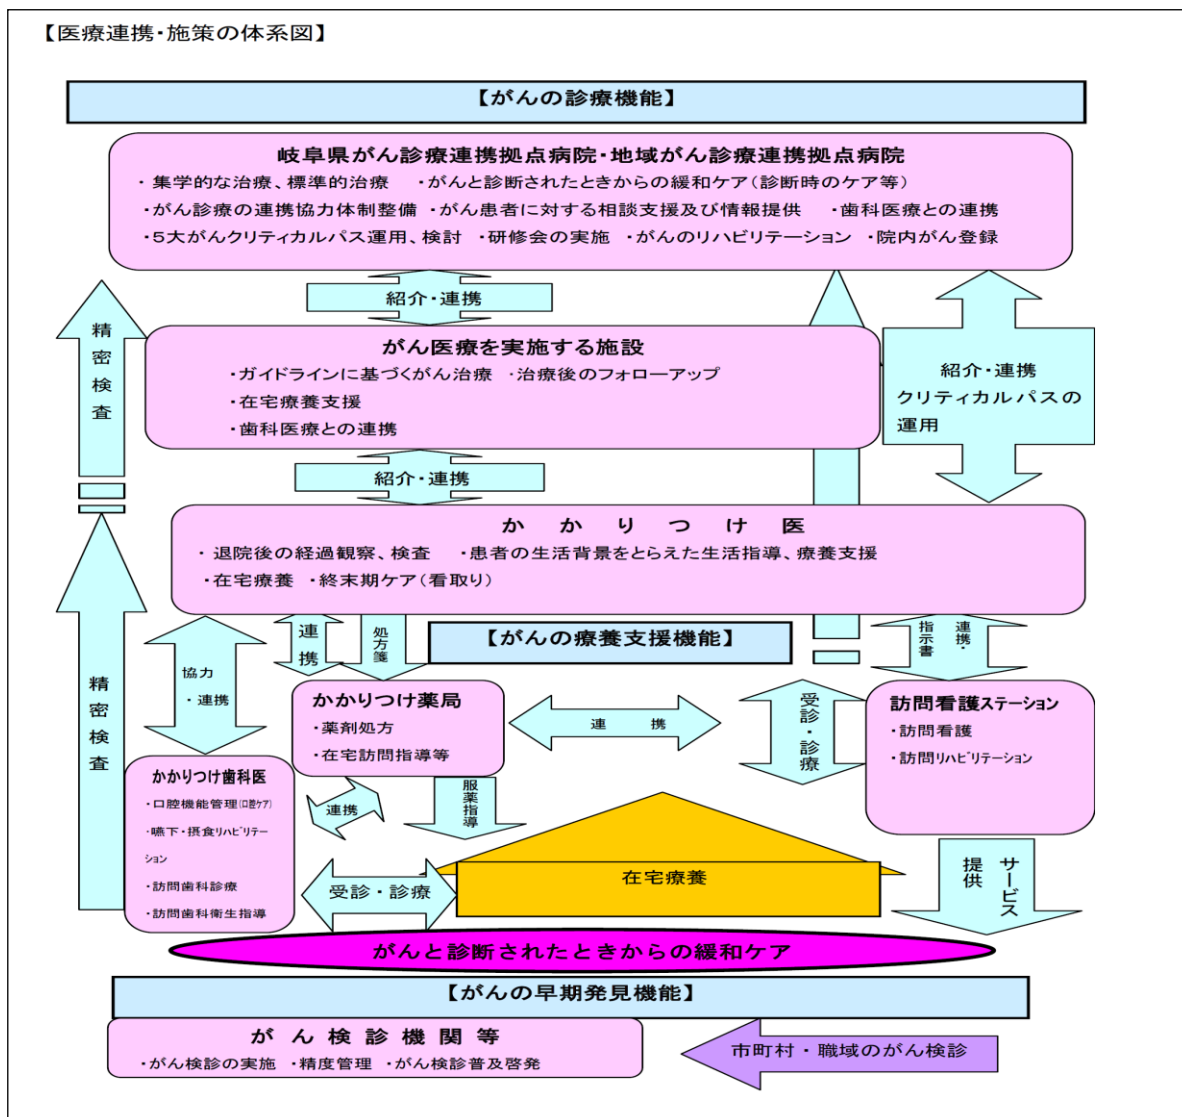 【医療連携・施策の体系図】
【がんの診療機能】
岐阜県がん診療連携拠点病院・地域がん診療連携拠点病院
・集学的な治療、標準的治療　・がんと診断されたときからの緩和ケア（診断時のケア等）
・がん診療の連携協力体制整備　・がん患者に対する相談支援及び情報提供　・歯科医療との連携
・５大がんクリティカルパス運用、検討　・研修会の実施　・がんのリハビリテーション　・院内がん登録
紹介・連携
精密検査
がん医療を実施する施設
・ガイドラインに基づくがん治療　・治療後のフォローアップ
・在宅療養支援
・歯科医療との連携
紹介・連携
クリティカルパスの
運用
紹介・連携
かかりつけ医
・退院後の経過観察、検査　・患者の生活背景をとらえた生活指導、療養支援
・在宅療養　・終末期ケア（看取り）
精密検査
協力
・連携
連携
処方箋
【がんの療養支援機能】
連携・
指示書
かかりつけ薬局
・薬剤処方
・在宅訪問指導等
連携
受診・診療
訪問看護ステーション
・訪問看護
・訪問リハビリテーション
かかりつけ歯科医
・口腔機能管理（口腔ケア）
・嚥下・摂食リハビリテー
ション
・訪問歯科診療
・訪問歯科衛生指導
連携
服薬指導
受診・診療
在宅療養
サービス
提供
がんと診断されたときからの緩和ケア
【がんの早期発見機能】
がん検診機関等
・がん検診の実施　・精度管理　・がん検診普及啓発
市町村・職域のがん検診